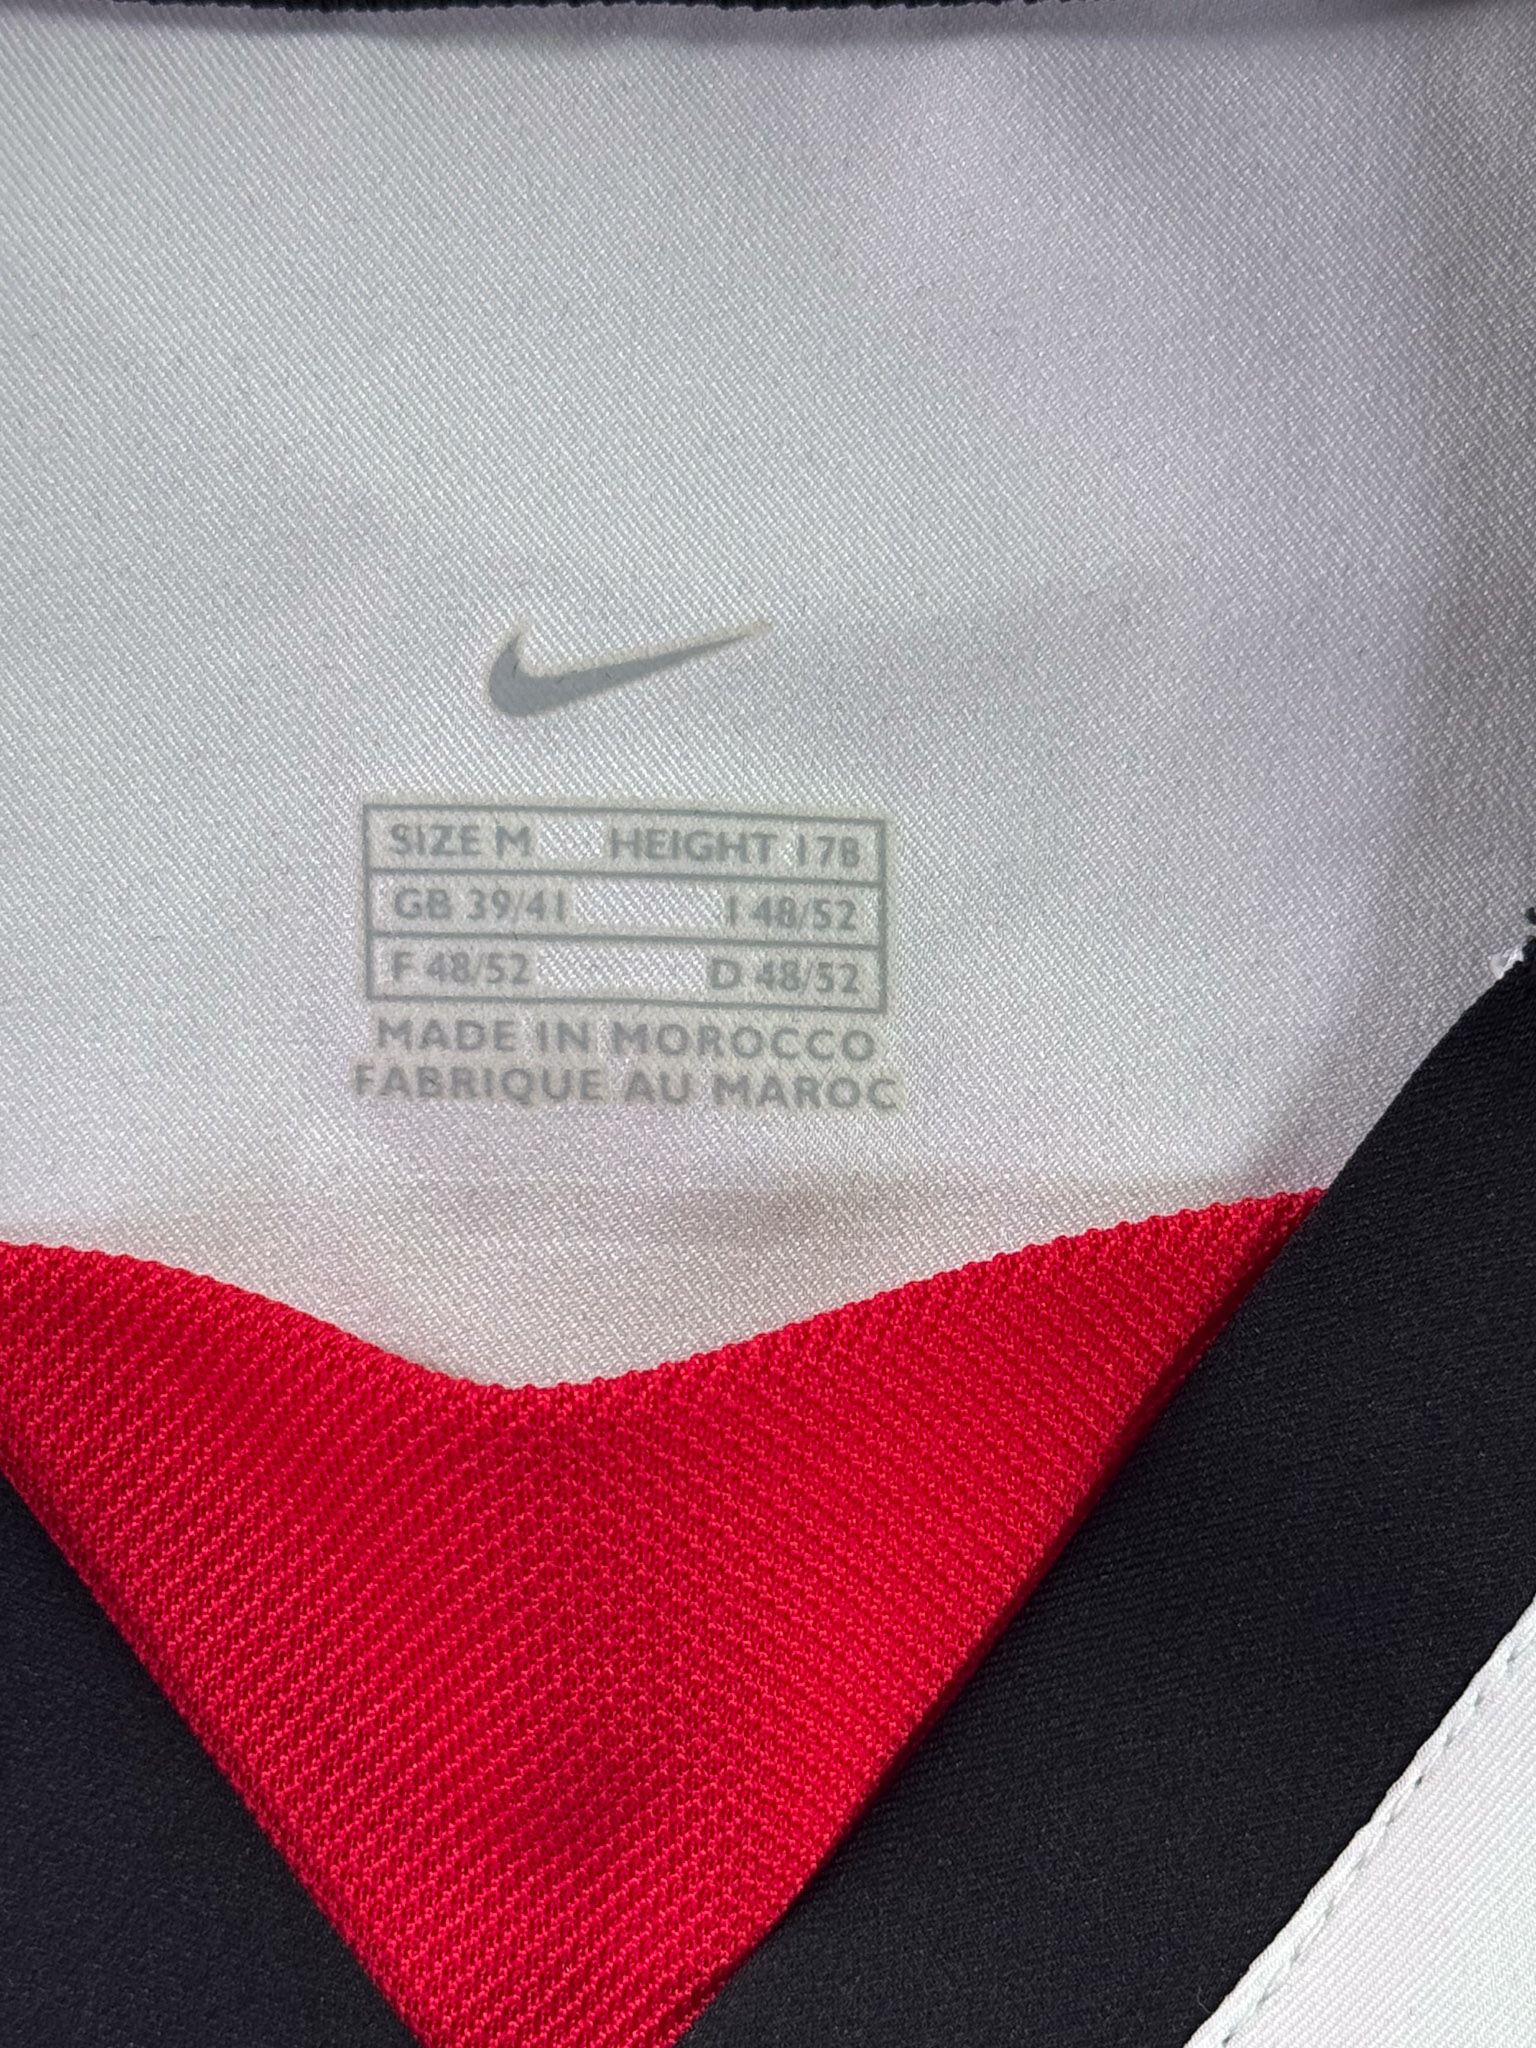 SIZE M HEIGHT 178
GB 39/41 I 48/52
F 48/52 D 48/52
MADE IN MOROCCO
FABRIQUE AU MAROC